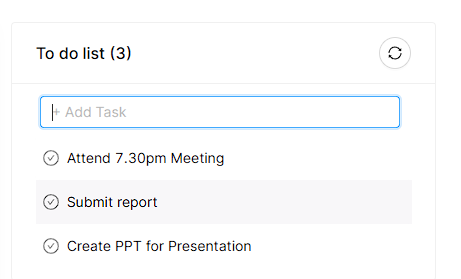 To do list (3)
+ Add Task
Attend 7.30pm Meeting
Submit report
Create PPT for Presentation